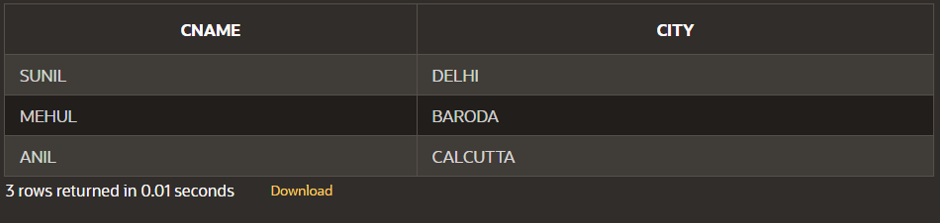 CNAME CITY
SUNIL DELHI
MEHUL BARODA
ANIL CALCUTTA
3 rows returned in 0.01 seconds Download